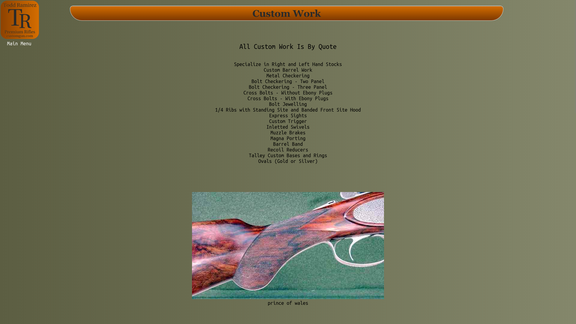 Todd Ramirez
TR
Custom Work
Main Menu
All Custom Work Is By Quote
Specialize in Right and Left Hand Stocks
Custom Barrel Work
Metal Checkering
Bolt Checkering - Two Panel
Bolt Checkering - Three Panel
Cross Bolts - Without Ebony Plugs
Cross Bolts - With Ebony Plugs
Bolt Jewelling
1/4 Ribs with Standing Site and Banded Front Site Hood
Express Sights
Custom Trigger
Inletted Swivels
Muzzle Brakes
Magna Porting
Barrel Band
Recoil Reducers
Talley Custom Bases and Rings
Ovals (Gold or Silver)
prince of wales